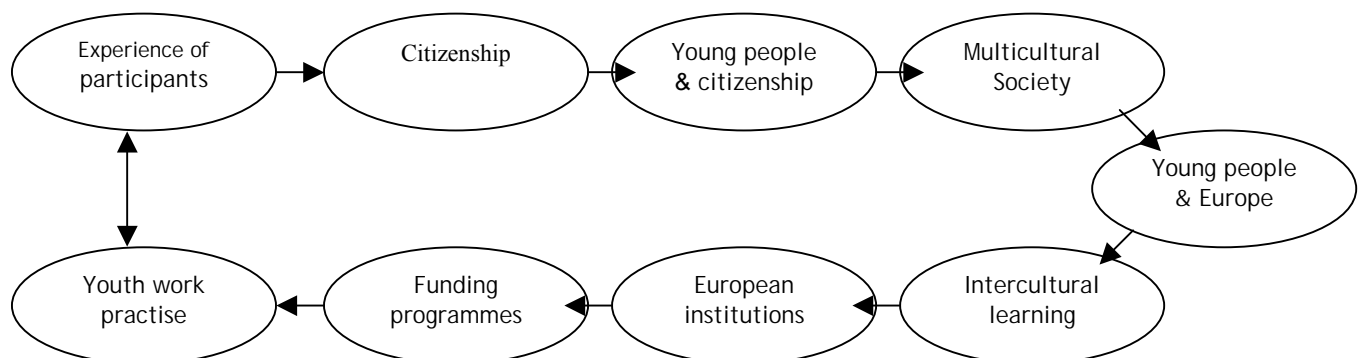 Experience of
participants
Citizenship
Young people
& citizenship
Multicultural
Society
Young people
& Europe
Intercultural
learning
European
institutions
Funding
programmes
Youth work
practise